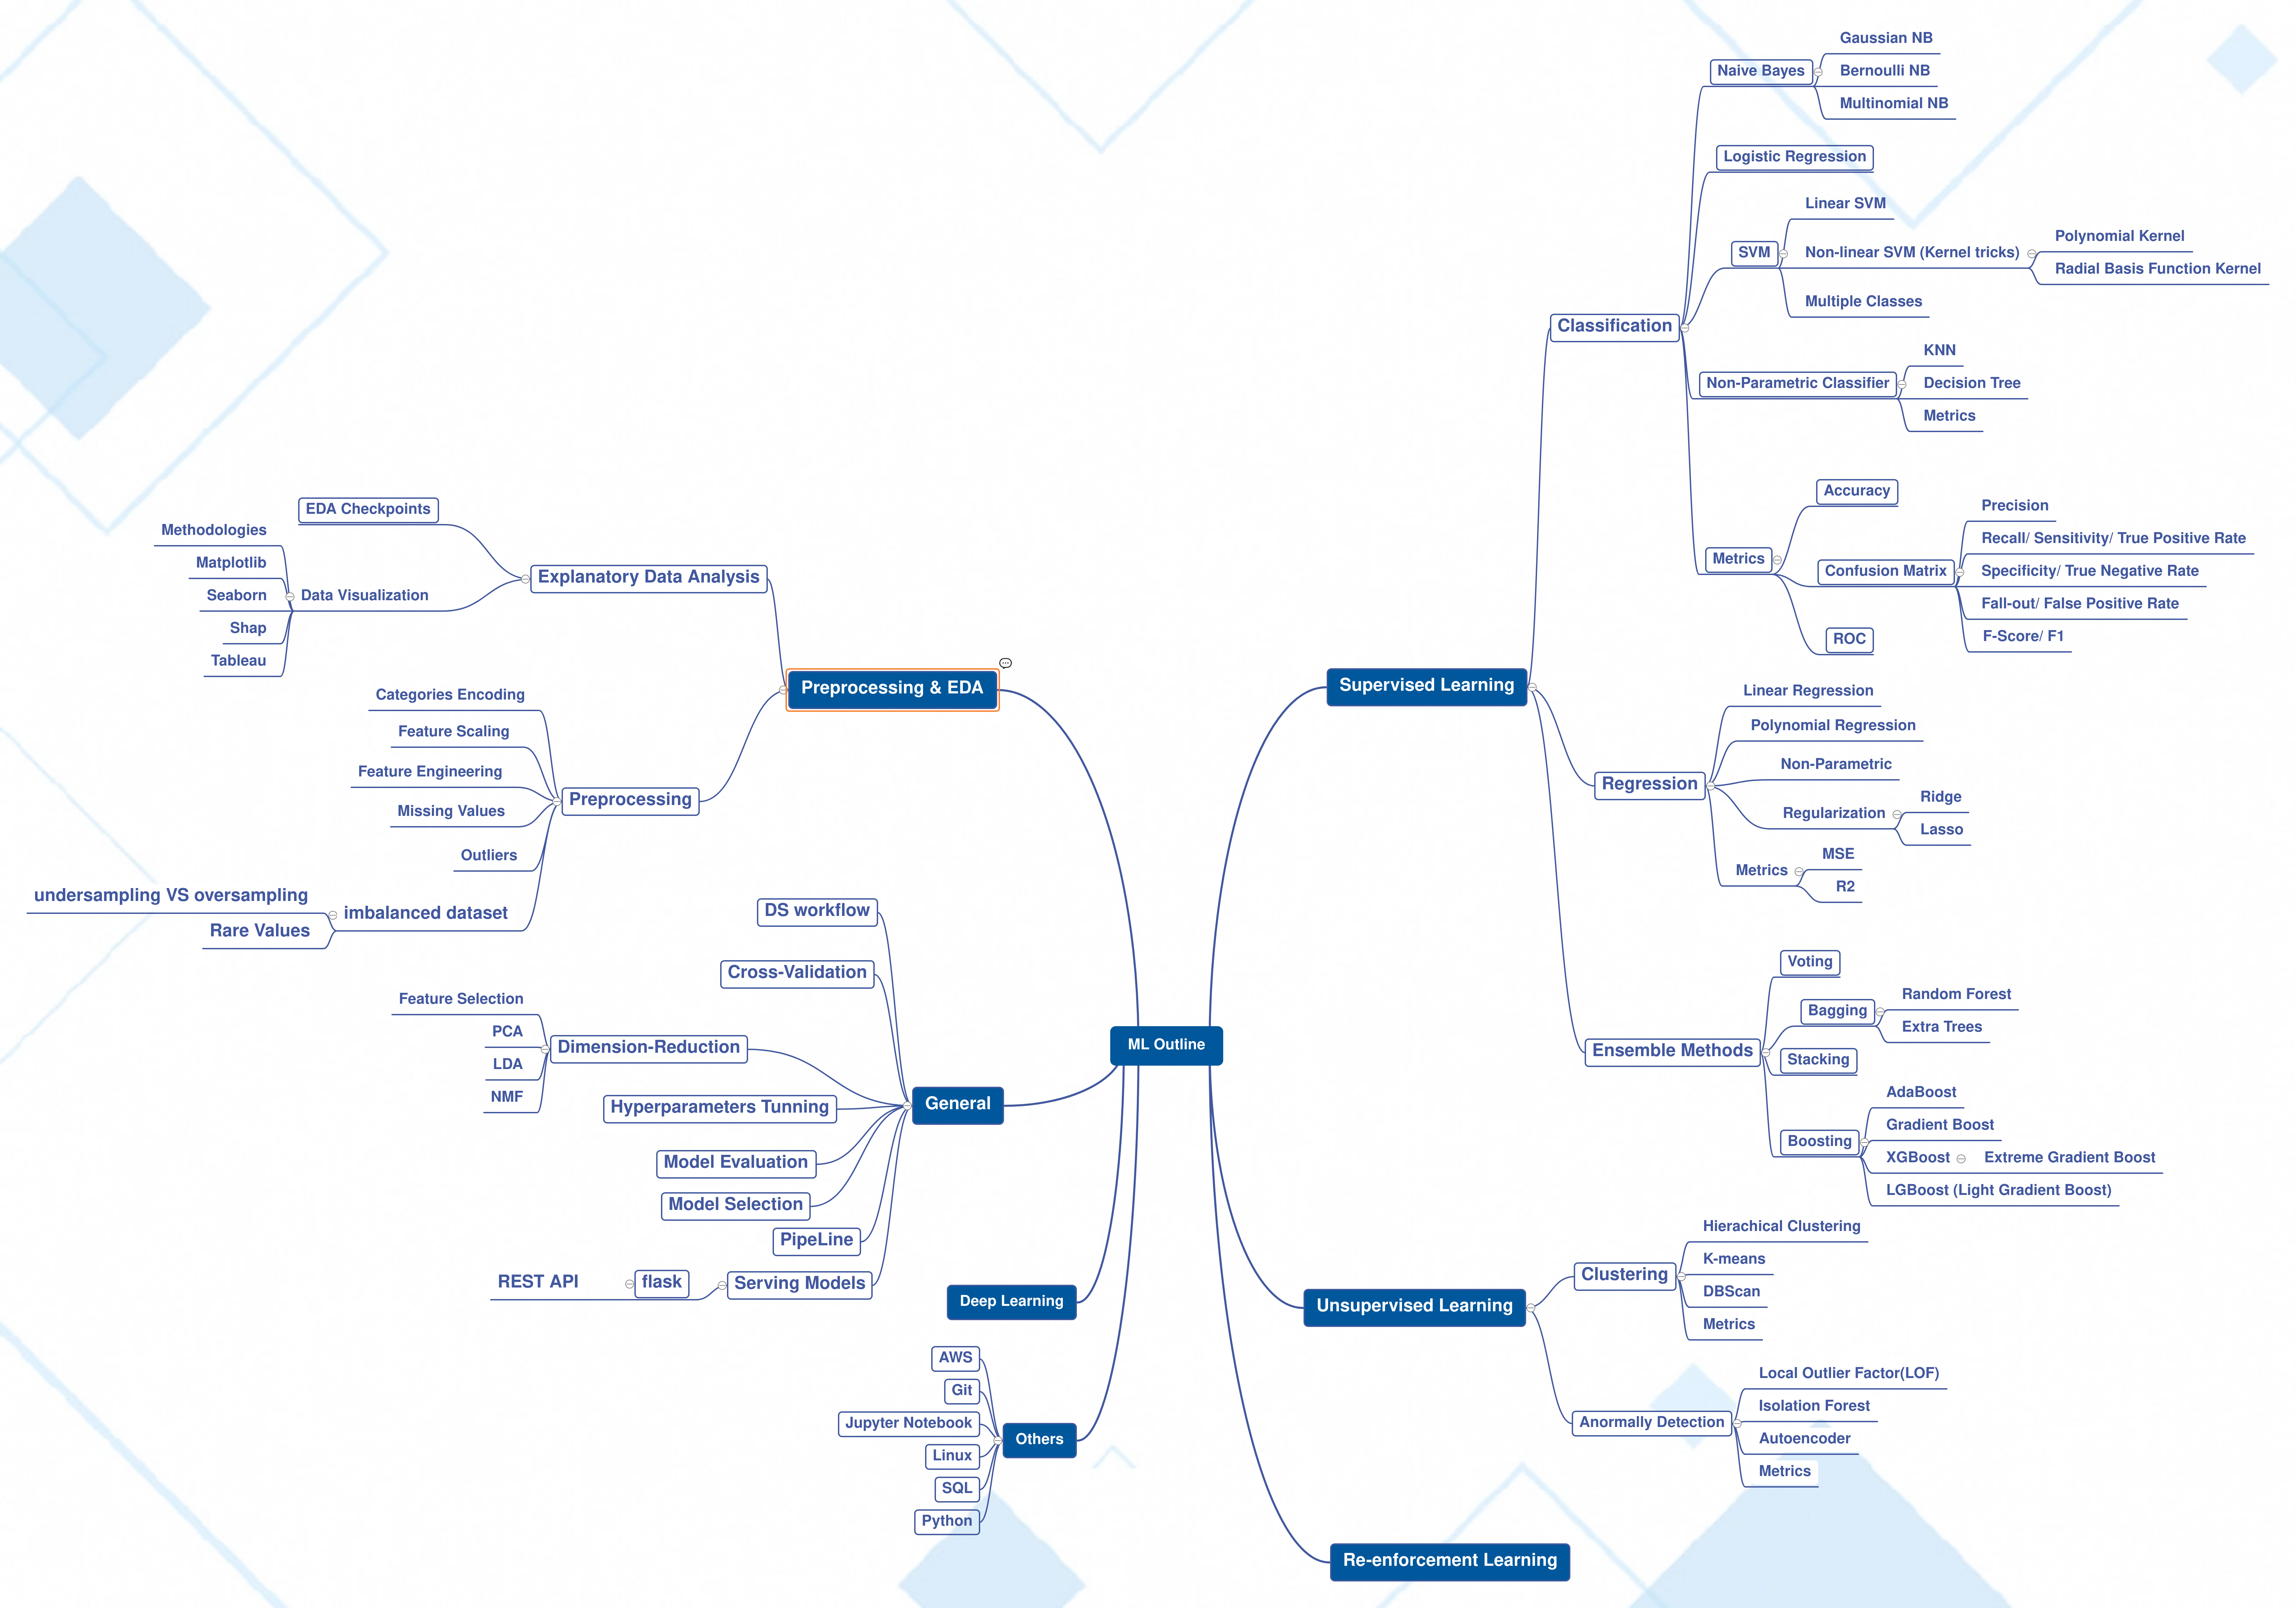 ML Outline
Preprocessing & EDA
Explanatory Data Analysis
EDA Checkpoints
Data Visualization
Methodologies
Matplotlib
Seaborn
Shap
Tableau
Preprocessing
Categories Encoding
Feature Scaling
Feature Engineering
Missing Values
Outliers
imbalanced dataset
undersampling VS oversampling
Rare Values
General
DS workflow
Cross-Validation
Dimension-Reduction
Feature Selection
PCA
LDA
NMF
Hyperparameters Tunning
Model Evaluation
Model Selection
PipeLine
Serving Models
flask
REST API
Deep Learning
Others
AWS
Git
Jupyter Notebook
Linux
SQL
Python
Supervised Learning
Classification
Naive Bayes
Gaussian NB
Bernoulli NB
Multinomial NB
Logistic Regression
SVM
Linear SVM
Non-linear SVM (Kernel tricks)
Polynomial Kernel
Radial Basis Function Kernel
Multiple Classes
Non-Parametric Classifier
KNN
Decision Tree
Metrics
Metrics
Accuracy
Confusion Matrix
Precision
Recall/ Sensitivity/ True Positive Rate
Specificity/ True Negative Rate
Fall-out/ False Positive Rate
F-Score/ F1
ROC
Regression
Linear Regression
Polynomial Regression
Non-Parametric
Regularization
Ridge
Lasso
Metrics
MSE
R2
Ensemble Methods
Voting
Bagging
Random Forest
Extra Trees
Stacking
Boosting
AdaBoost
Gradient Boost
XGBoost
Extreme Gradient Boost
LGBoost (Light Gradient Boost)
Unsupervised Learning
Clustering
Hierachical Clustering
K-means
DBScan
Metrics
Anormally Detection
Local Outlier Factor(LOF)
Isolation Forest
Autoencoder
Metrics
Re-enforcement Learning